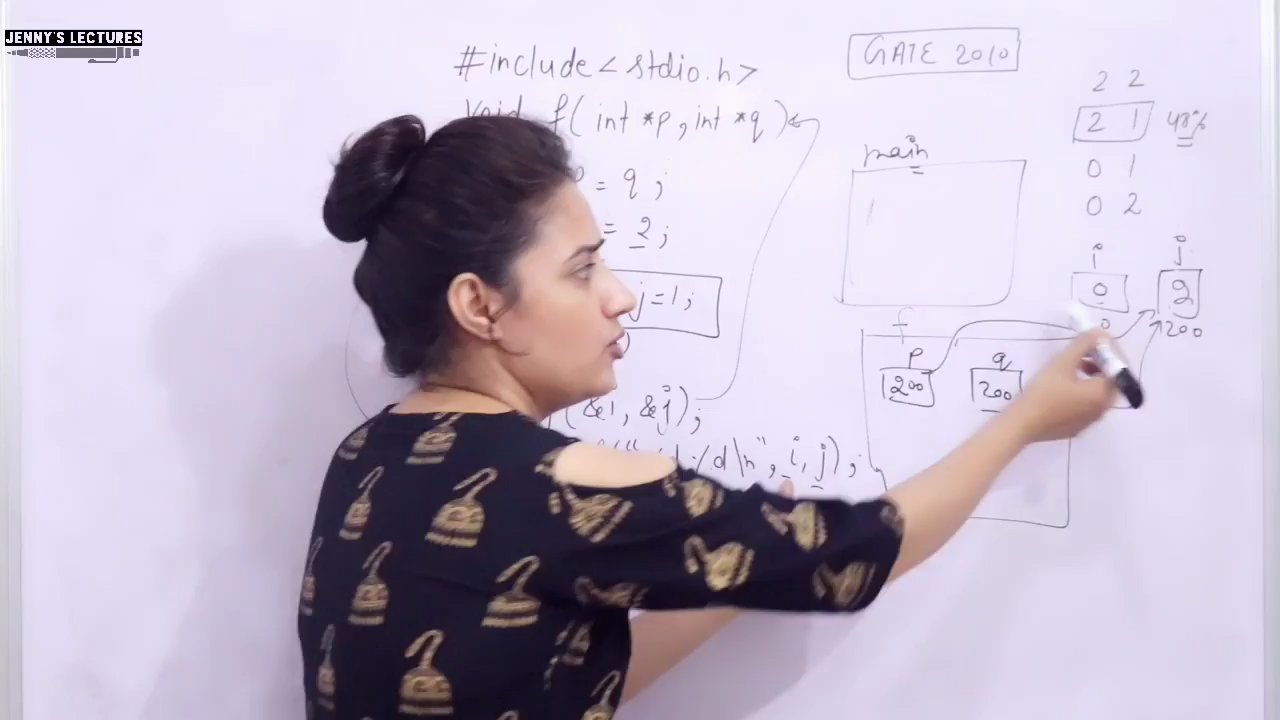 JENNY'S LECTURES
#include < stdio.h>
void f( int *p, int *q )
= q ;
= 2 ;
j = 1 ;
(&i, &j);
d\n", i, j) ;
GATE 2010
2 2
2 1 48%
0 1
0 2
main
i j
0 2
200
f
p q
200 200